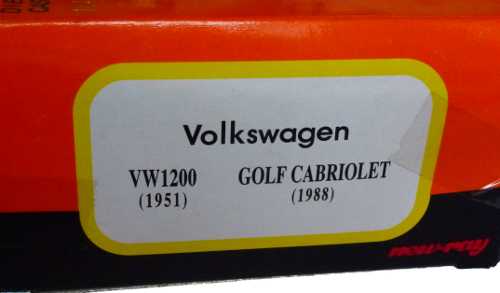 Volkswagen
VW1200 GOLF CABRIOLET
(1951) (1988)